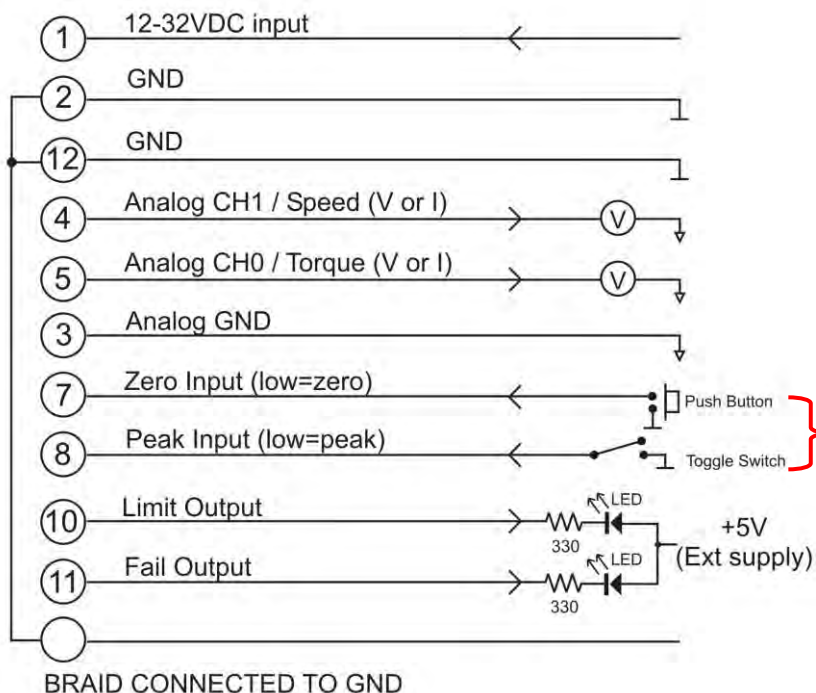 1 12-32VDC input
2 GND
12 GND
4 Analog CH1 / Speed (V or I) V
5 Analog CH0 / Torque (V or I) V
3 Analog GND
7 Zero Input (low=zero) Push Button
8 Peak Input (low=peak) Toggle Switch
10 Limit Output LED
330
+5V
(Ext supply)
11 Fail Output LED
330
BRAID CONNECTED TO GND